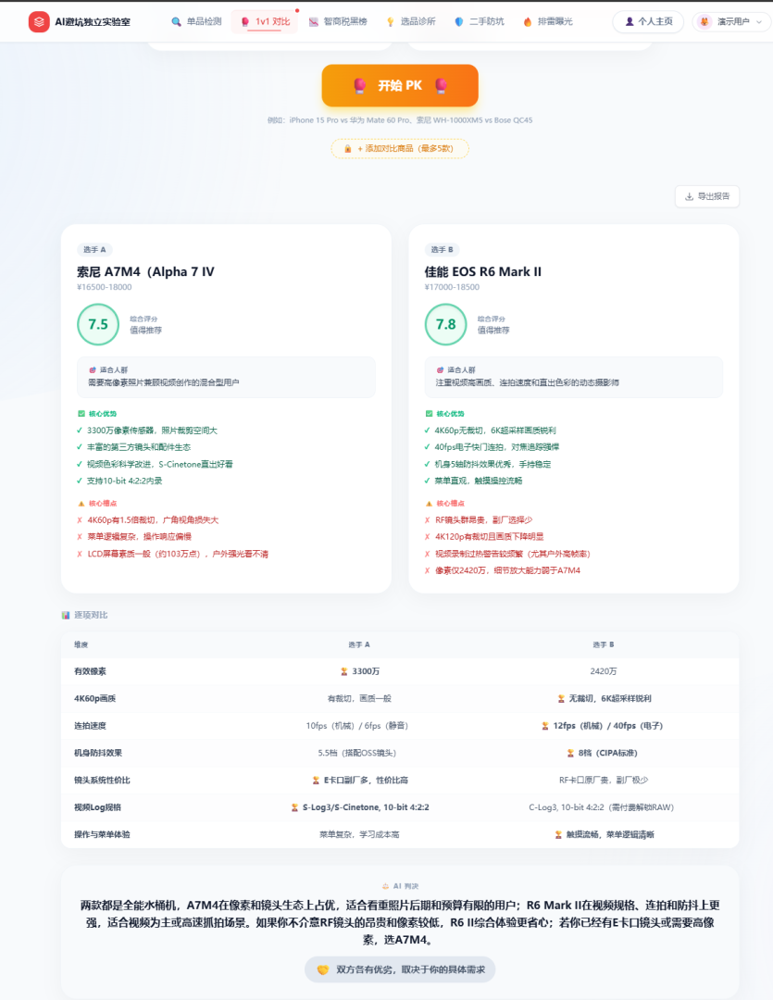 AI避坑独立实验室 单品检测 1v1 对比 智商税黑榜 选品诊所 二手防坑 排雷曝光 个人主页 演示用户
开始 PK
例如：iPhone 15 Pro vs 华为 Mate 60 Pro、索尼 WH-1000XM5 vs Bose QC45
+ 添加对比商品（最多5款）
导出报告
选手 A
索尼 A7M4（Alpha 7 IV
¥16500-18000
7.5
综合评分
值得推荐
适合人群
需要高像素照片兼顾视频创作的混合型用户
核心优势
✓ 3300万像素传感器，照片裁剪空间大
✓ 丰富的第三方镜头和配件生态
✓ 视频色彩科学改进，S-Cinetone直出好看
✓ 支持10-bit 4:2:2内录
核心槽点
✗ 4K60p有1.5倍裁切，广角视角损失大
✗ 菜单逻辑复杂，操作响应偏慢
✗ LCD屏幕素质一般（约103万点），户外强光看不清
选手 B
佳能 EOS R6 Mark II
¥17000-18500
7.8
综合评分
值得推荐
适合人群
注重视频高画质、连拍速度和直出色彩的动态摄影师
核心优势
✓ 4K60p无裁切，6K超采样画质锐利
✓ 40fps电子快门连拍，对焦追踪强悍
✓ 机身5轴防抖效果优秀，手持稳定
✓ 菜单直观，触摸操控流畅
核心槽点
✗ RF镜头群昂贵，副厂选择少
✗ 4K120p有裁切且画质下降明显
✗ 视频录制过热警告较频繁（尤其户外高帧率）
✗ 像素仅2420万，细节放大能力弱于A7M4
逐项对比
维度 选手 A 选手 B
有效像素 3300万 2420万
4K60p画质 有裁切，画质一般 无裁切，6K超采样锐利
连拍速度 10fps（机械）/ 6fps（静音） 12fps（机械）/ 40fps（电子）
机身防抖效果 5.5档（搭配OSS镜头） 8档（CIPA标准）
镜头系统性价比 E卡口副厂多，性价比高 RF卡口原厂贵，副厂极少
视频Log规格 S-Log3/S-Cinetone, 10-bit 4:2:2 C-Log3, 10-bit 4:2:2（需付费解锁RAW）
操作与菜单体验 菜单复杂，学习成本高 触摸流畅，菜单逻辑清晰
AI 判决
两款都是全能水桶机，A7M4在像素和镜头生态上占优，适合看重照片后期和预算有限的用户；R6 Mark II在视频规格、连拍和防抖上更
强，适合视频为主或高速抓拍场景。如果你不介意RF镜头的昂贵和像素较低，R6 II综合体验更省心；若你已经有E卡口镜头或需要高像
素，选A7M4。
双方各有优劣，取决于你的具体需求